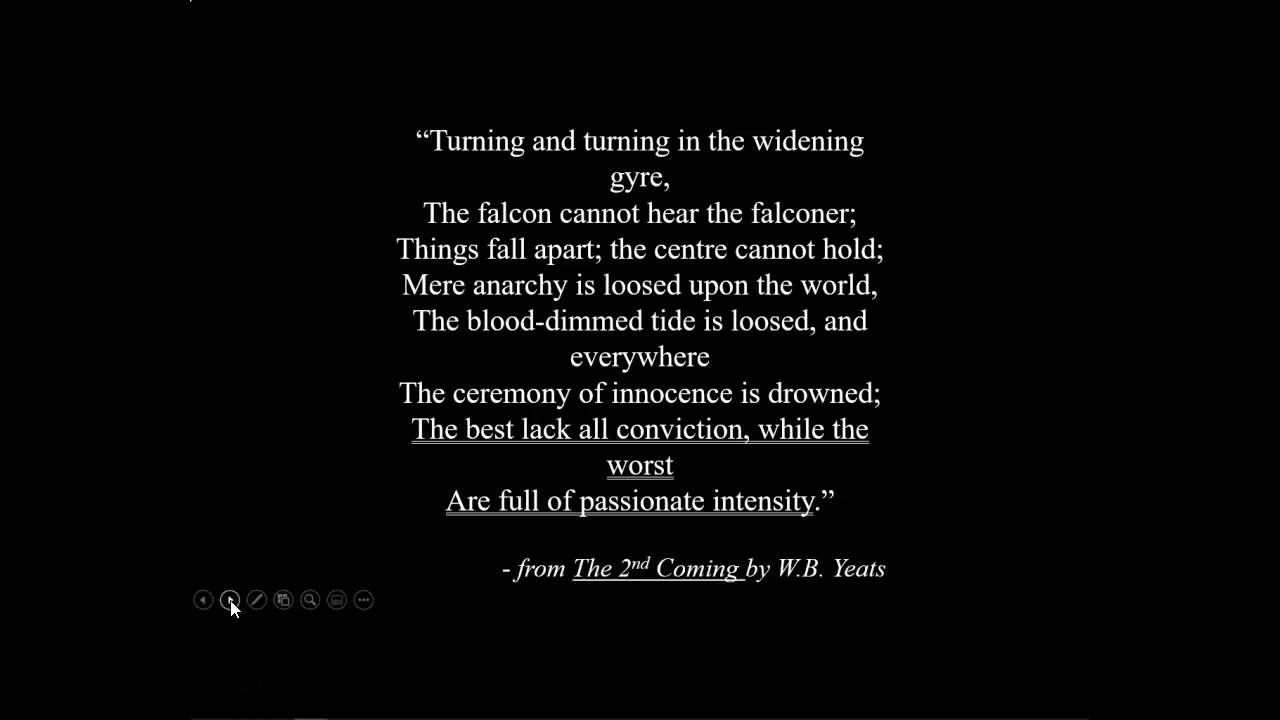 “Turning and turning in the widening
gyre,
The falcon cannot hear the falconer;
Things fall apart; the centre cannot hold;
Mere anarchy is loosed upon the world,
The blood-dimmed tide is loosed, and
everywhere
The ceremony of innocence is drowned;
The best lack all conviction, while the
worst
Are full of passionate intensity.”
- from The 2nd Coming by W.B. Yeats